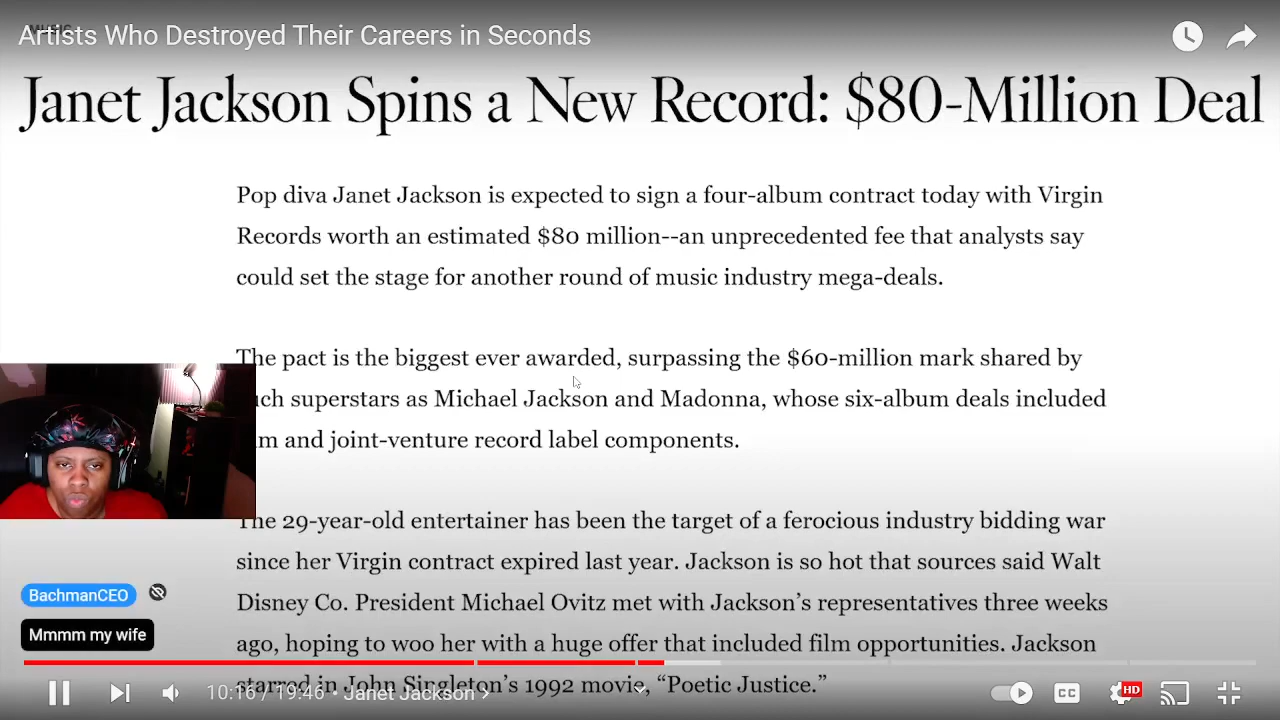 Artists Who Destroyed Their Careers in Seconds
Janet Jackson Spins a New Record: $80-Million Deal
Pop diva Janet Jackson is expected to sign a four-album contract today with Virgin
Records worth an estimated $80 million--an unprecedented fee that analysts say
could set the stage for another round of music industry mega-deals.
The pact is the biggest ever awarded, surpassing the $60-million mark shared by
superstars as Michael Jackson and Madonna, whose six-album deals included
and joint-venture record label components.
The 29-year-old entertainer has been the target of a ferocious industry bidding war
since her Virgin contract expired last year. Jackson is so hot that sources said Walt
Disney Co. President Michael Ovitz met with Jackson's representatives three weeks
ago, hoping to woo her with a huge offer that included film opportunities. Jackson
starred in John Singleton's 1992 movie, “Poetic Justice.”
BachmanCEO
Mmmm my wife
10:16 / 19:46 • Janet Jackson >
CC
HD